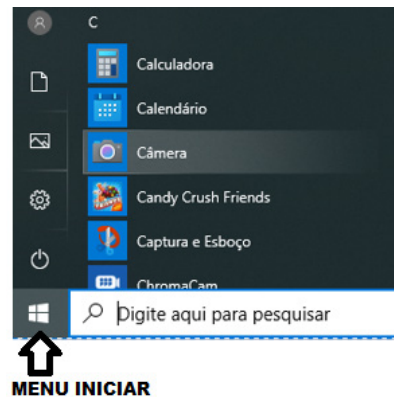 C
Calculadora
Calendário
Câmera
Candy Crush Friends
Captura e Esboço
ChromaCam
Digite aqui para pesquisar
MENU INICIAR